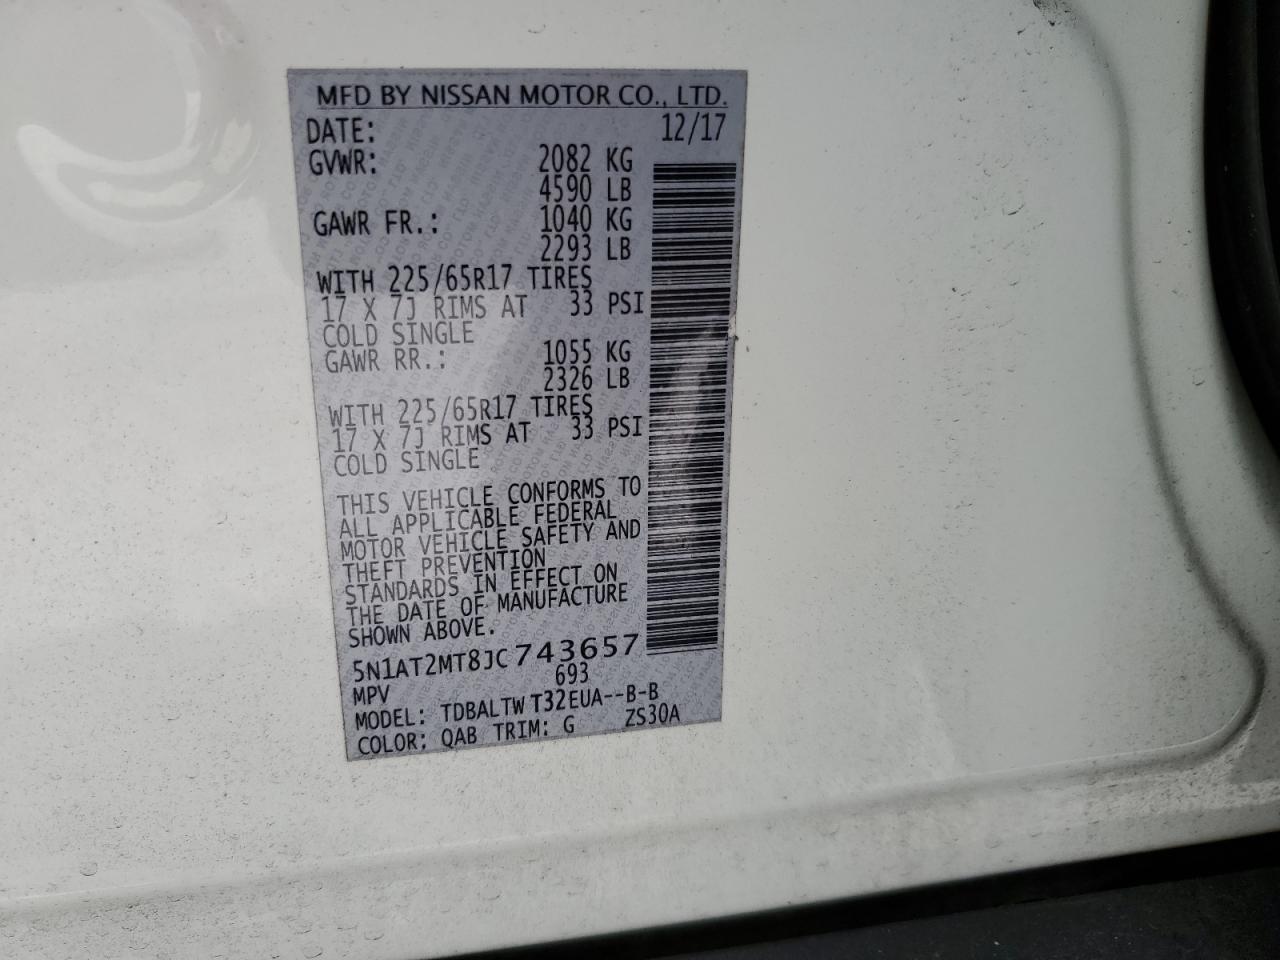 MFD BY NISSAN MOTOR CO., LTD.
DATE: 12/17
GVWR: 2082 KG
4590 LB
GAWR FR.: 1040 KG
2293 LB
WITH 225/65R17 TIRES
17 X 7J RIMS AT 33 PSI
COLD SINGLE
GAWR RR.: 1055 KG
2326 LB
WITH 225/65R17 TIRES
17 X 7J RIMS AT 33 PSI
COLD SINGLE
THIS VEHICLE CONFORMS TO
ALL APPLICABLE FEDERAL
MOTOR VEHICLE SAFETY AND
THEFT PREVENTION
STANDARDS IN EFFECT ON
THE DATE OF MANUFACTURE
SHOWN ABOVE.
5N1AT2MT8JC743657
MPV 693
MODEL: TDBALTWT32EUA--B-B
COLOR: QAB TRIM: G ZS30A